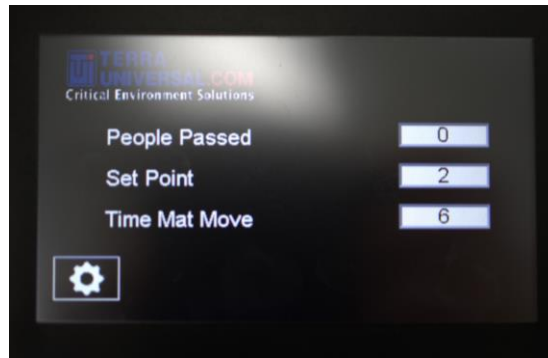 TERRA
UNIVERSAL.COM
Critical Environment Solutions
People Passed 0
Set Point 2
Time Mat Move 6